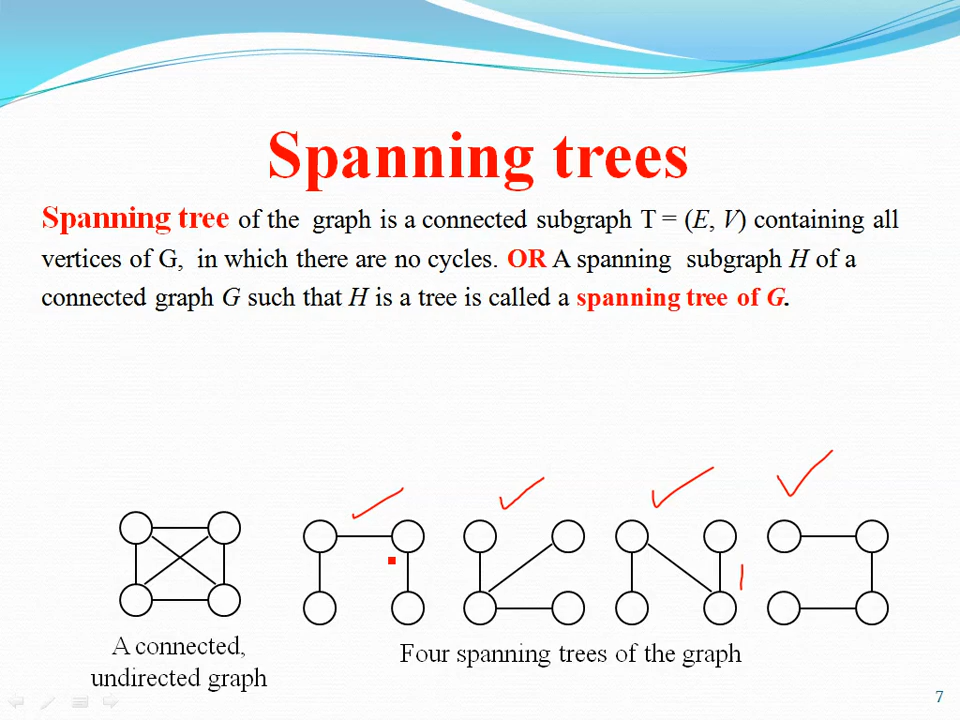 Spanning trees
Spanning tree of the graph is a connected subgraph T = (E, V) containing all
vertices of G, in which there are no cycles. OR A spanning subgraph H of a
connected graph G such that H is a tree is called a spanning tree of G.
A connected,
undirected graph
Four spanning trees of the graph
7